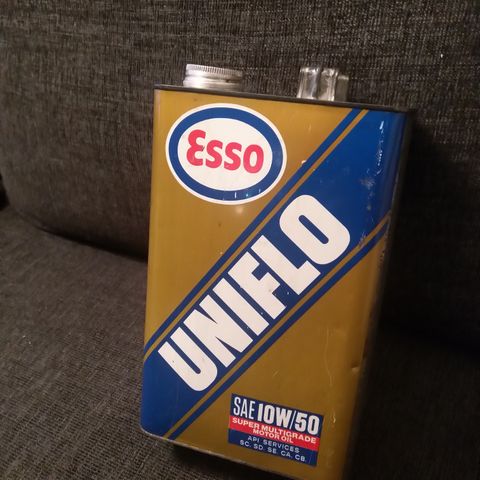 Esso
UNIFLO
SAE 10W/50
SUPER MULTIGRADE
MOTOR OIL
API SERVICES
SC. SD. SE. CA. CB.